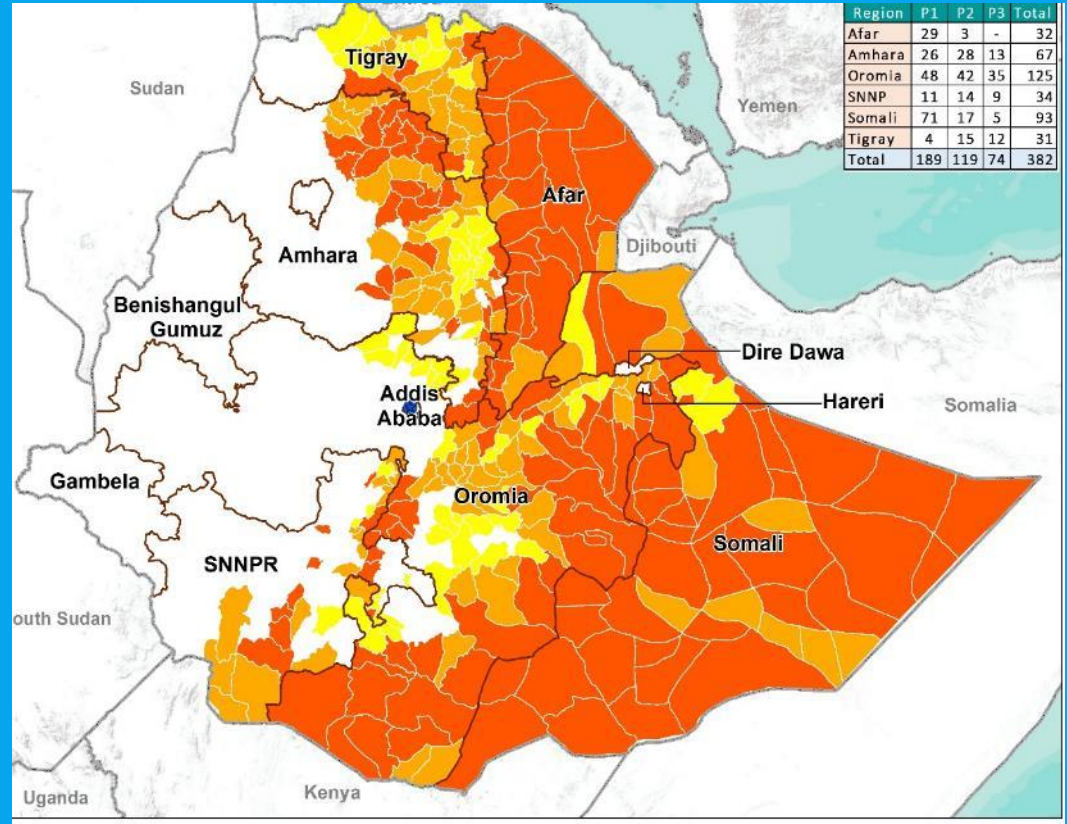 Region P1 P2 P3 Total
Afar 29 3 - 32
Amhara 26 28 13 67
Oromia 48 42 35 125
SNNP 11 14 9 34
Somali 71 17 5 93
Tigray 4 15 12 31
Total 189 119 74 382
Tigray
Sudan
Yemen
Afar
Djibouti
Amhara
Benishangul
Gumuz
Dire Dawa
Addis
Ababa
Hareri
Somalia
Gambela
Oromia
Somali
SNNPR
outh Sudan
Kenya
Uganda